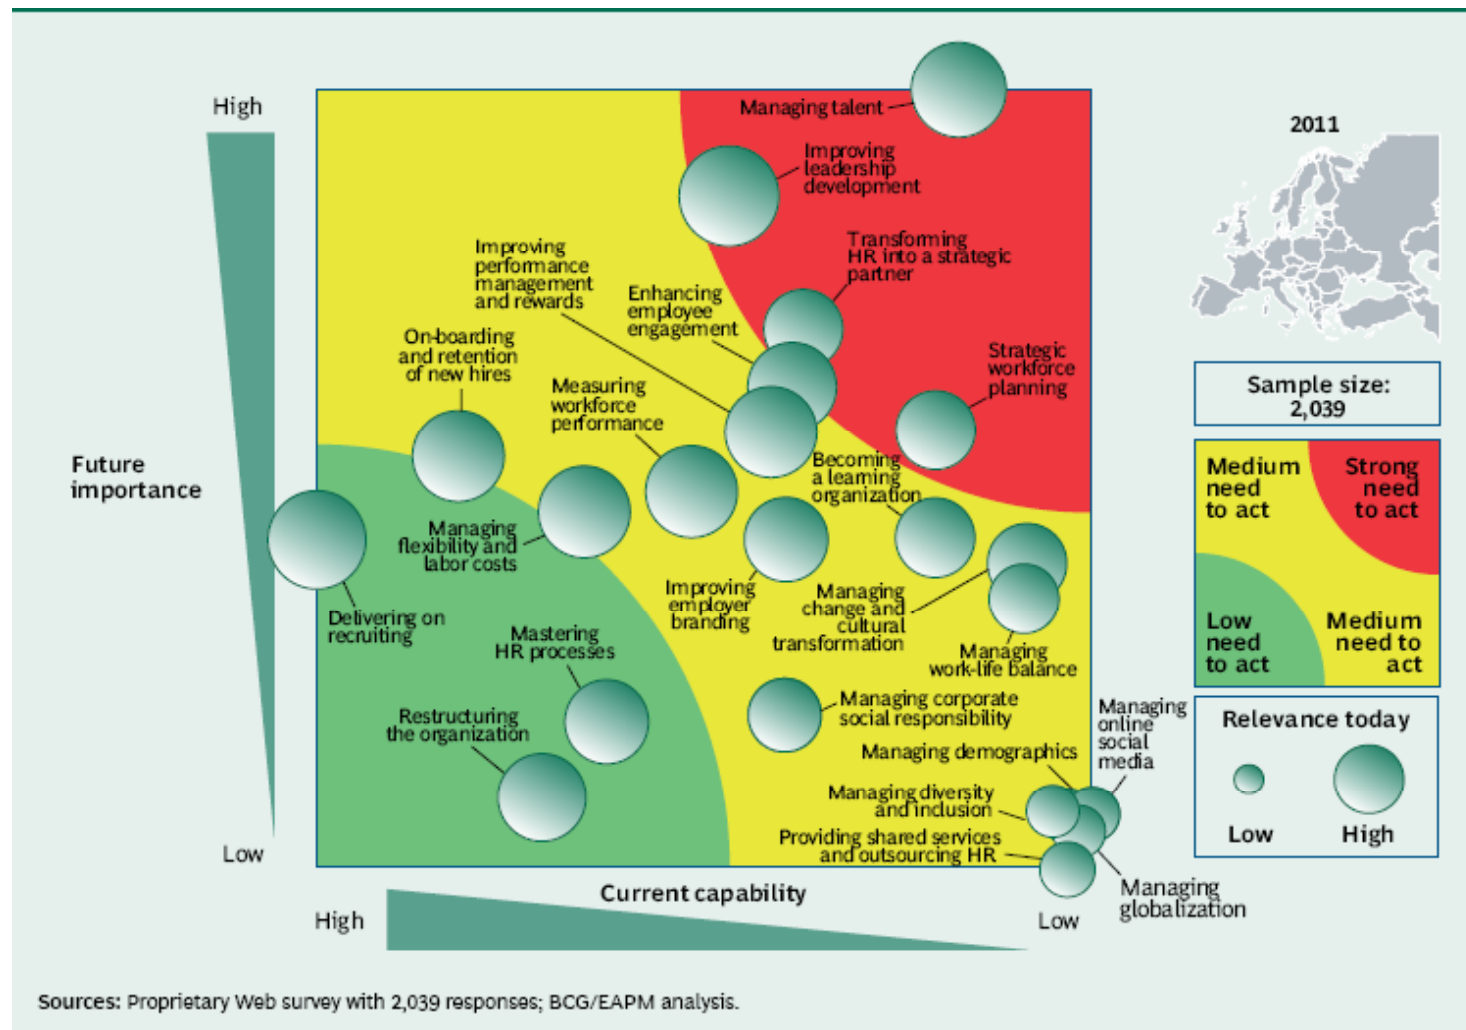 High
Managing talent
2011
Improving
leadership
development
Transforming
HR into a strategic
partner
Improving
performance
management
and rewards
Enhancing
employee
engagement
On-boarding
and retention
of new hires
Strategic
workforce
planning
Measuring
workforce
performance
Sample size:
2,039
Future
importance
Becoming
a learning
organization
Medium
need
to act
Strong
need
to act
Managing
flexibility and
labor costs
Improving
employer
branding
Managing
change and
cultural
transformation
Delivering on
recruiting
Mastering
HR processes
Managing
work-life balance
Low
need
to act
Medium
need to
act
Restructuring
the organization
Managing corporate
social responsibility
Managing
online
social
media
Relevance today
Low
High
Managing demographics
Managing diversity
and inclusion
Providing shared services
and outsourcing HR
Low
Managing
globalization
Current capability
High
Low
Sources: Proprietary Web survey with 2,039 responses; BCG/EAPM analysis.